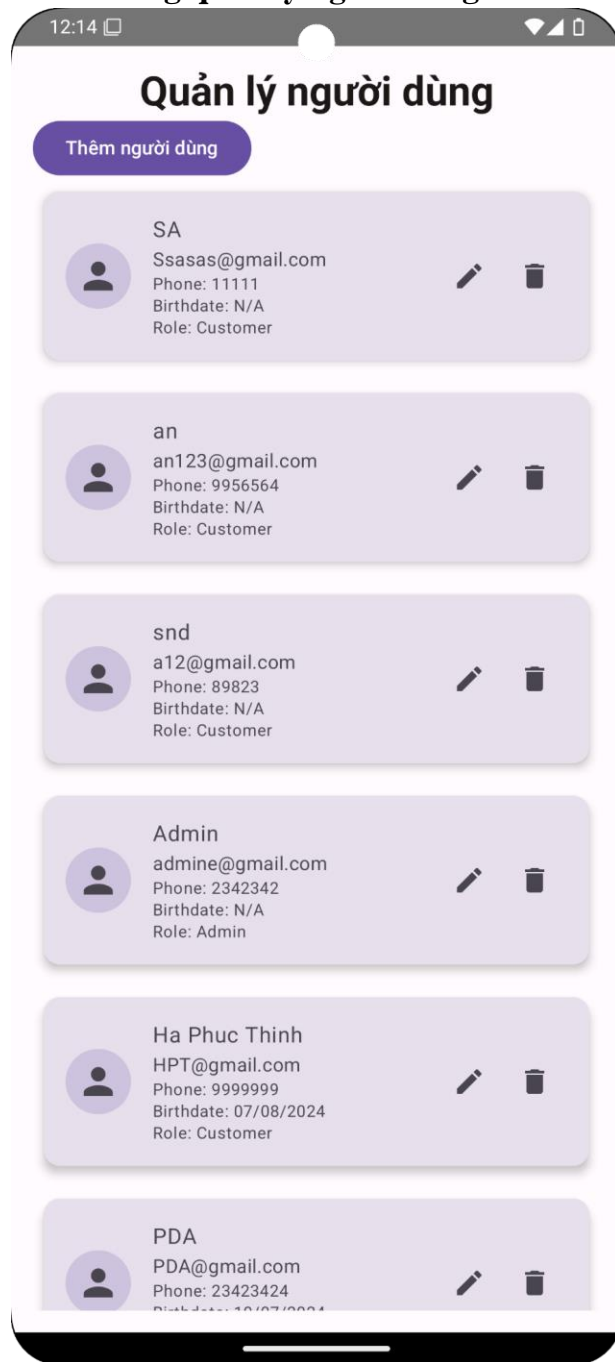 12:14
Quản lý người dùng
Thêm người dùng
SA
Ssasas@gmail.com
Phone: 11111
Birthdate: N/A
Role: Customer
an
an123@gmail.com
Phone: 9956564
Birthdate: N/A
Role: Customer
snd
a12@gmail.com
Phone: 89823
Birthdate: N/A
Role: Customer
Admin
admine@gmail.com
Phone: 2342342
Birthdate: N/A
Role: Admin
Ha Phuc Thinh
HPT@gmail.com
Phone: 9999999
Birthdate: 07/08/2024
Role: Customer
PDA
PDA@gmail.com
Phone: 23423424